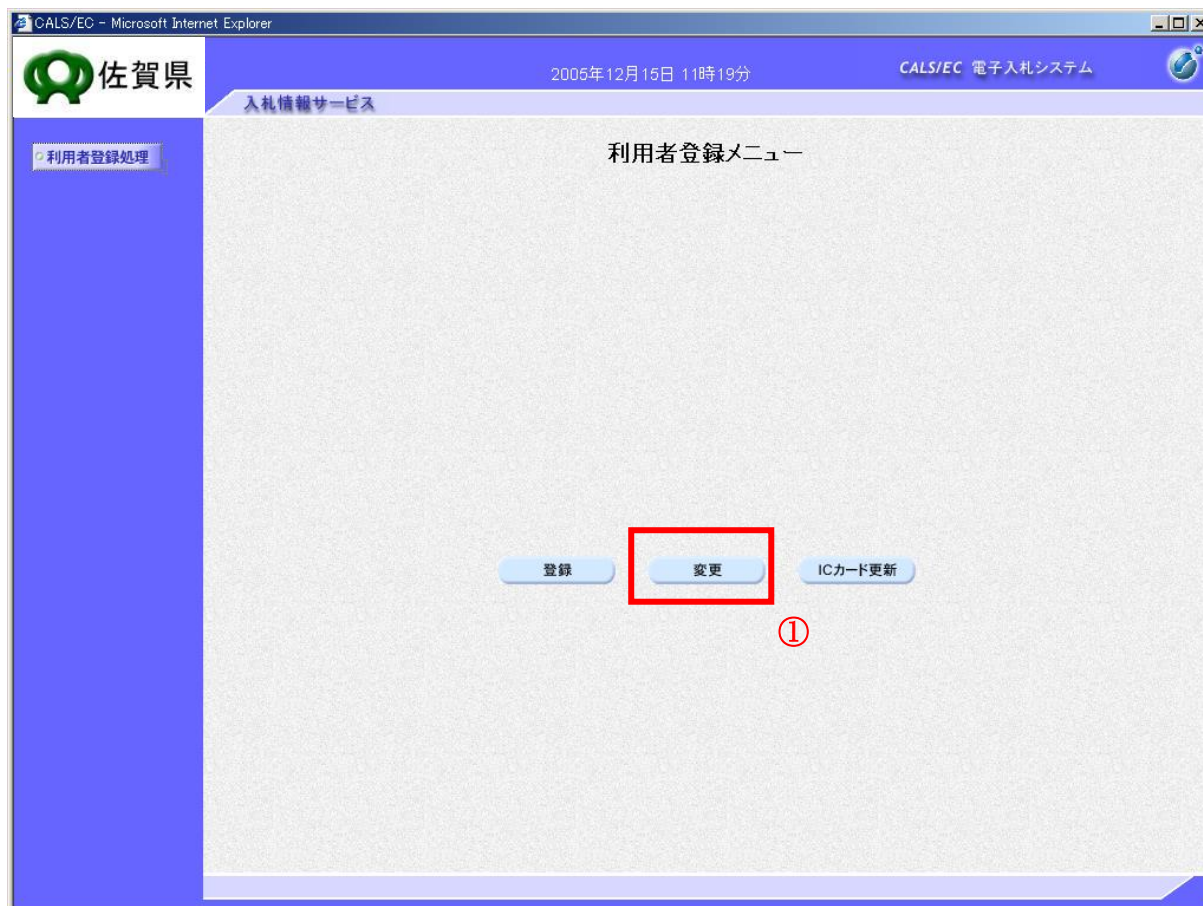 CALS/EC - Microsoft Internet Explorer
佐賀県
2005年12月15日 11時19分
CALS/EC 電子入札システム
入札情報サービス
利用者登録処理
利用者登録メニュー
登録
変更
ICカード更新
①